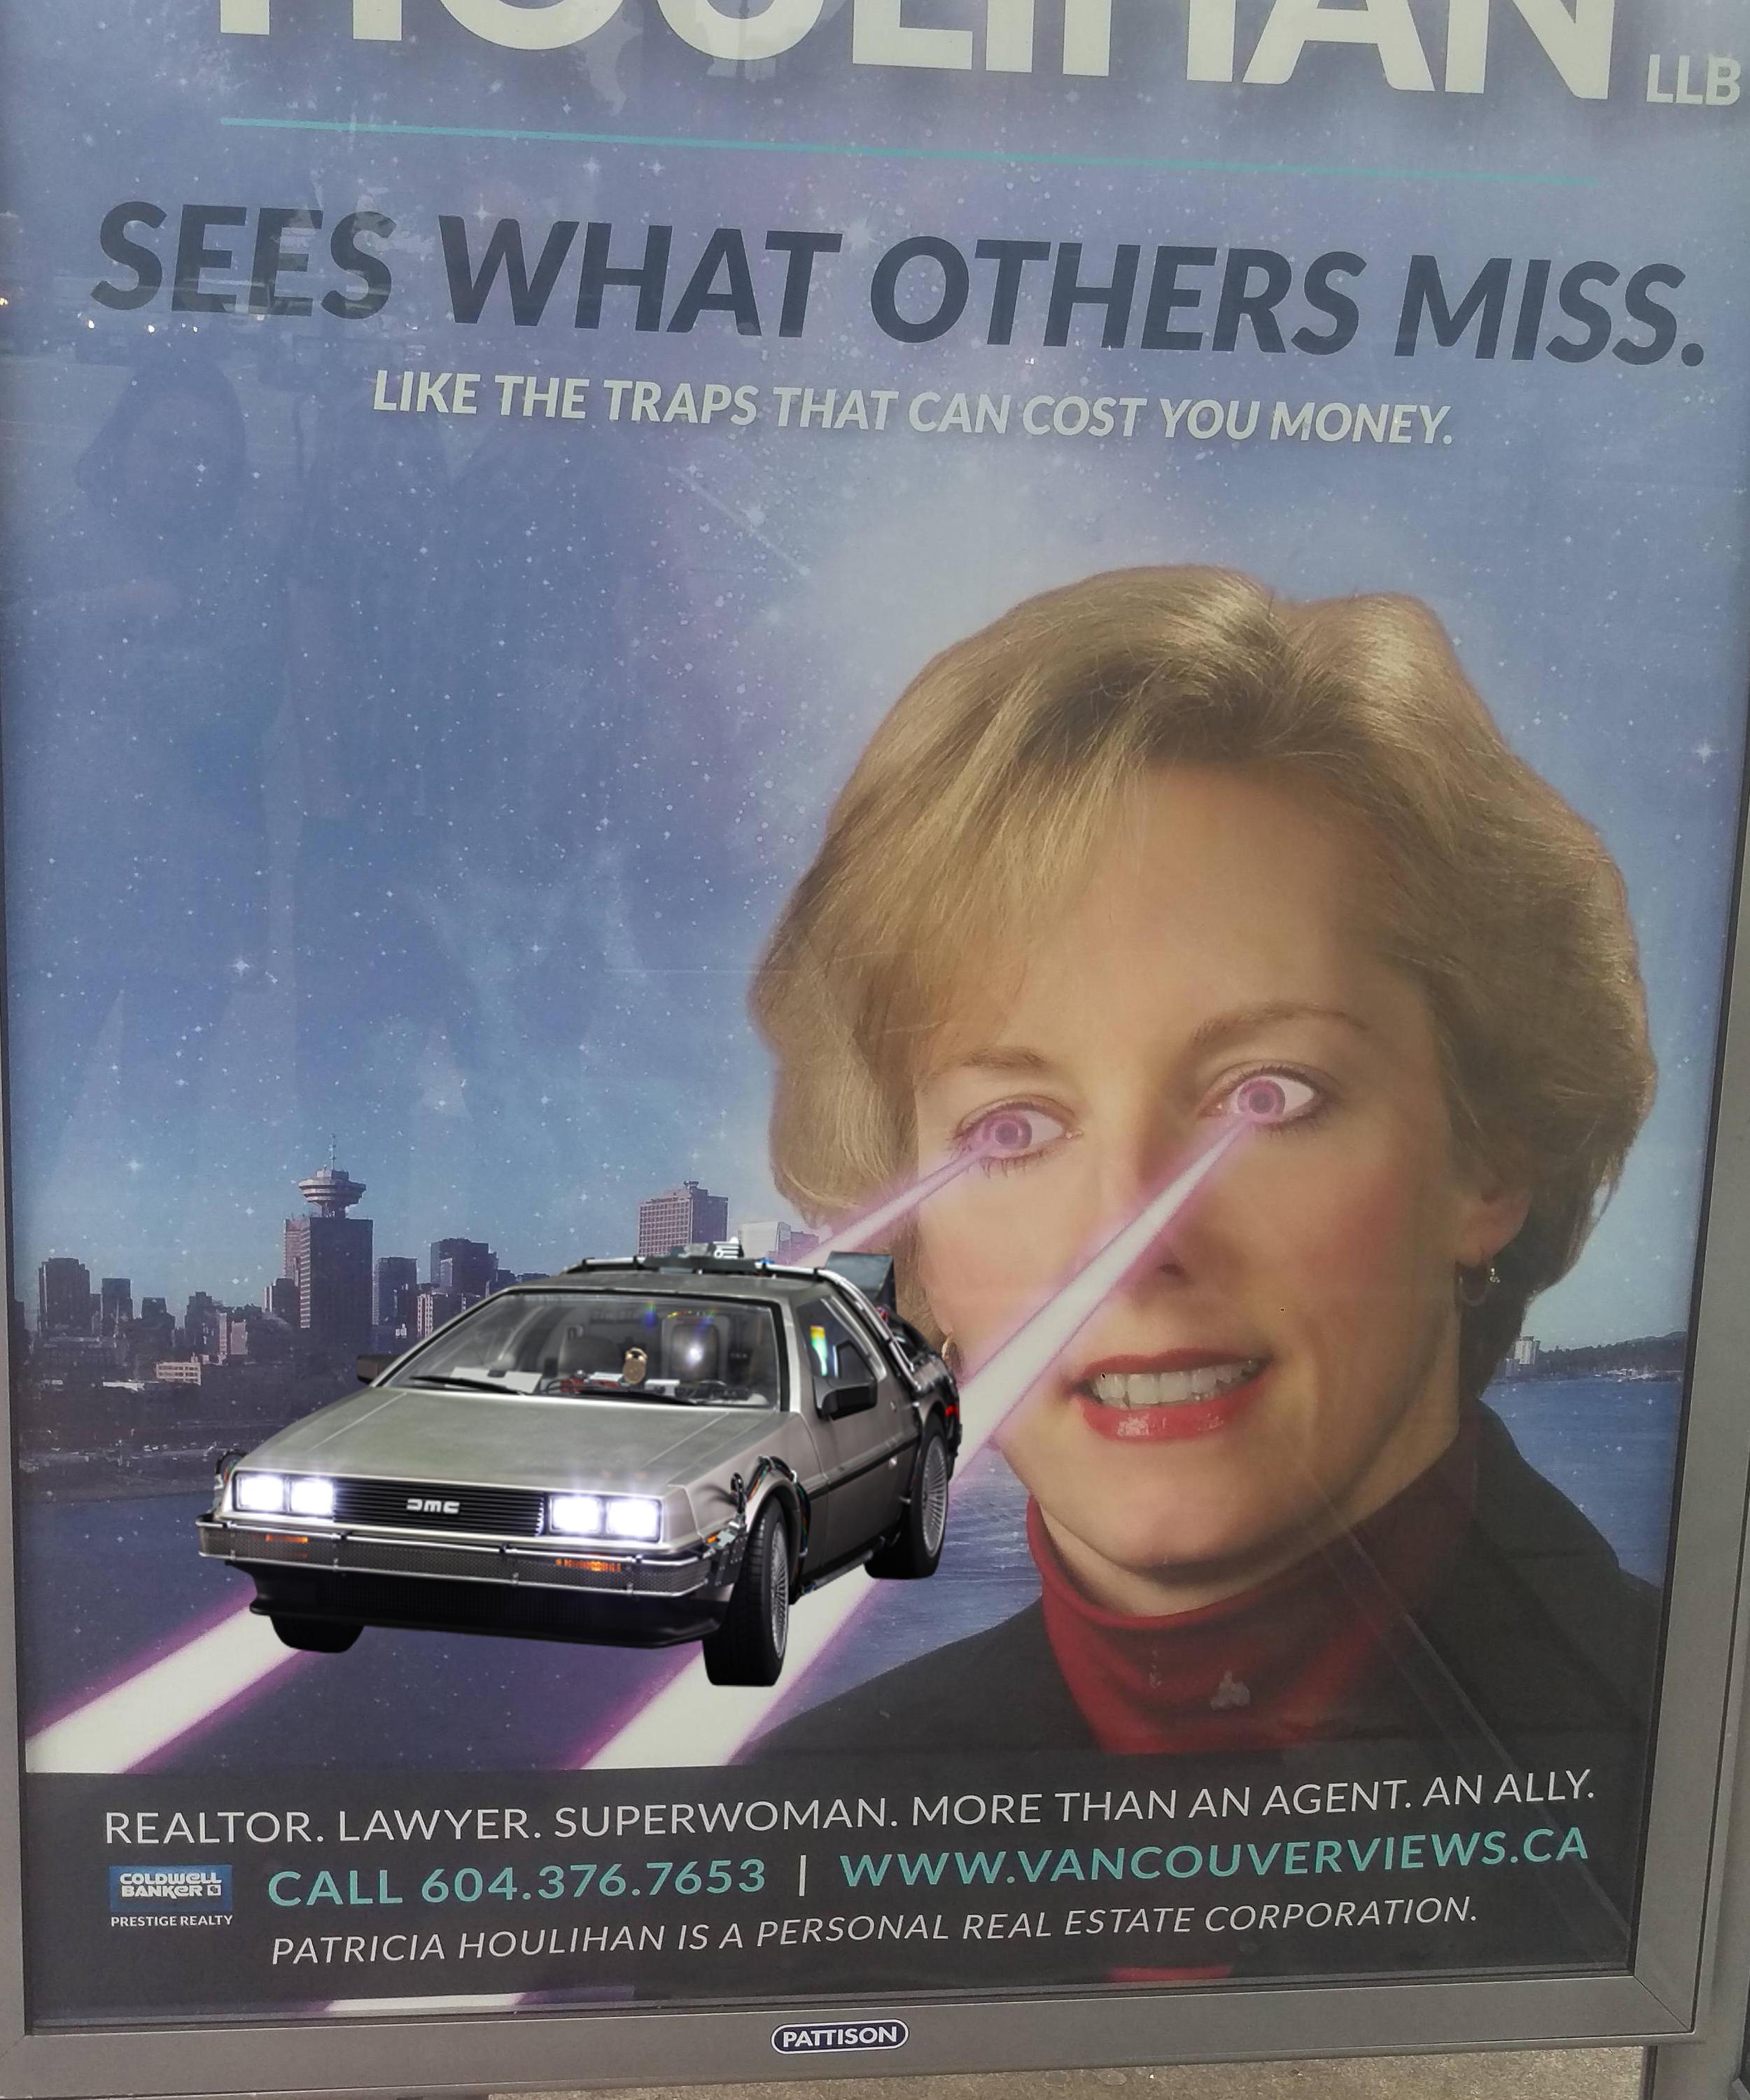 HOULIHAN LLB
SEES WHAT OTHERS MISS.
LIKE THE TRAPS THAT CAN COST YOU MONEY.
DMC
REALTOR. LAWYER. SUPERWOMAN. MORE THAN AN AGENT. AN ALLY.
COLDWELL
BANKER
PRESTIGE REALTY
CALL 604.376.7653 | WWW.VANCOUVERVIEWS.CA
PATRICIA HOULIHAN IS A PERSONAL REAL ESTATE CORPORATION.
PATTISON